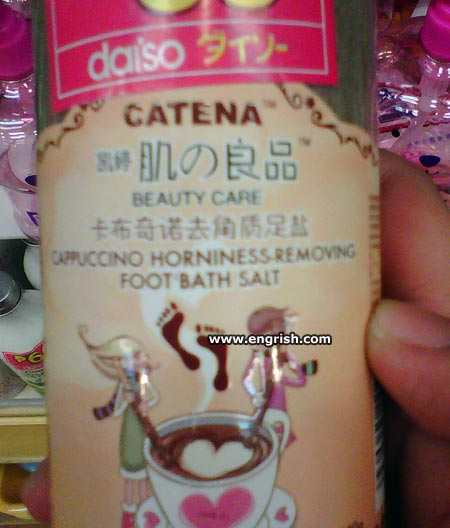 daiso ダイソー
CATENA™
凯婷 肌の良品™
BEAUTY CARE
卡布奇诺去角质足盐
CAPPUCCINO HORNINESS-REMOVING
FOOT BATH SALT
www.engrish.com